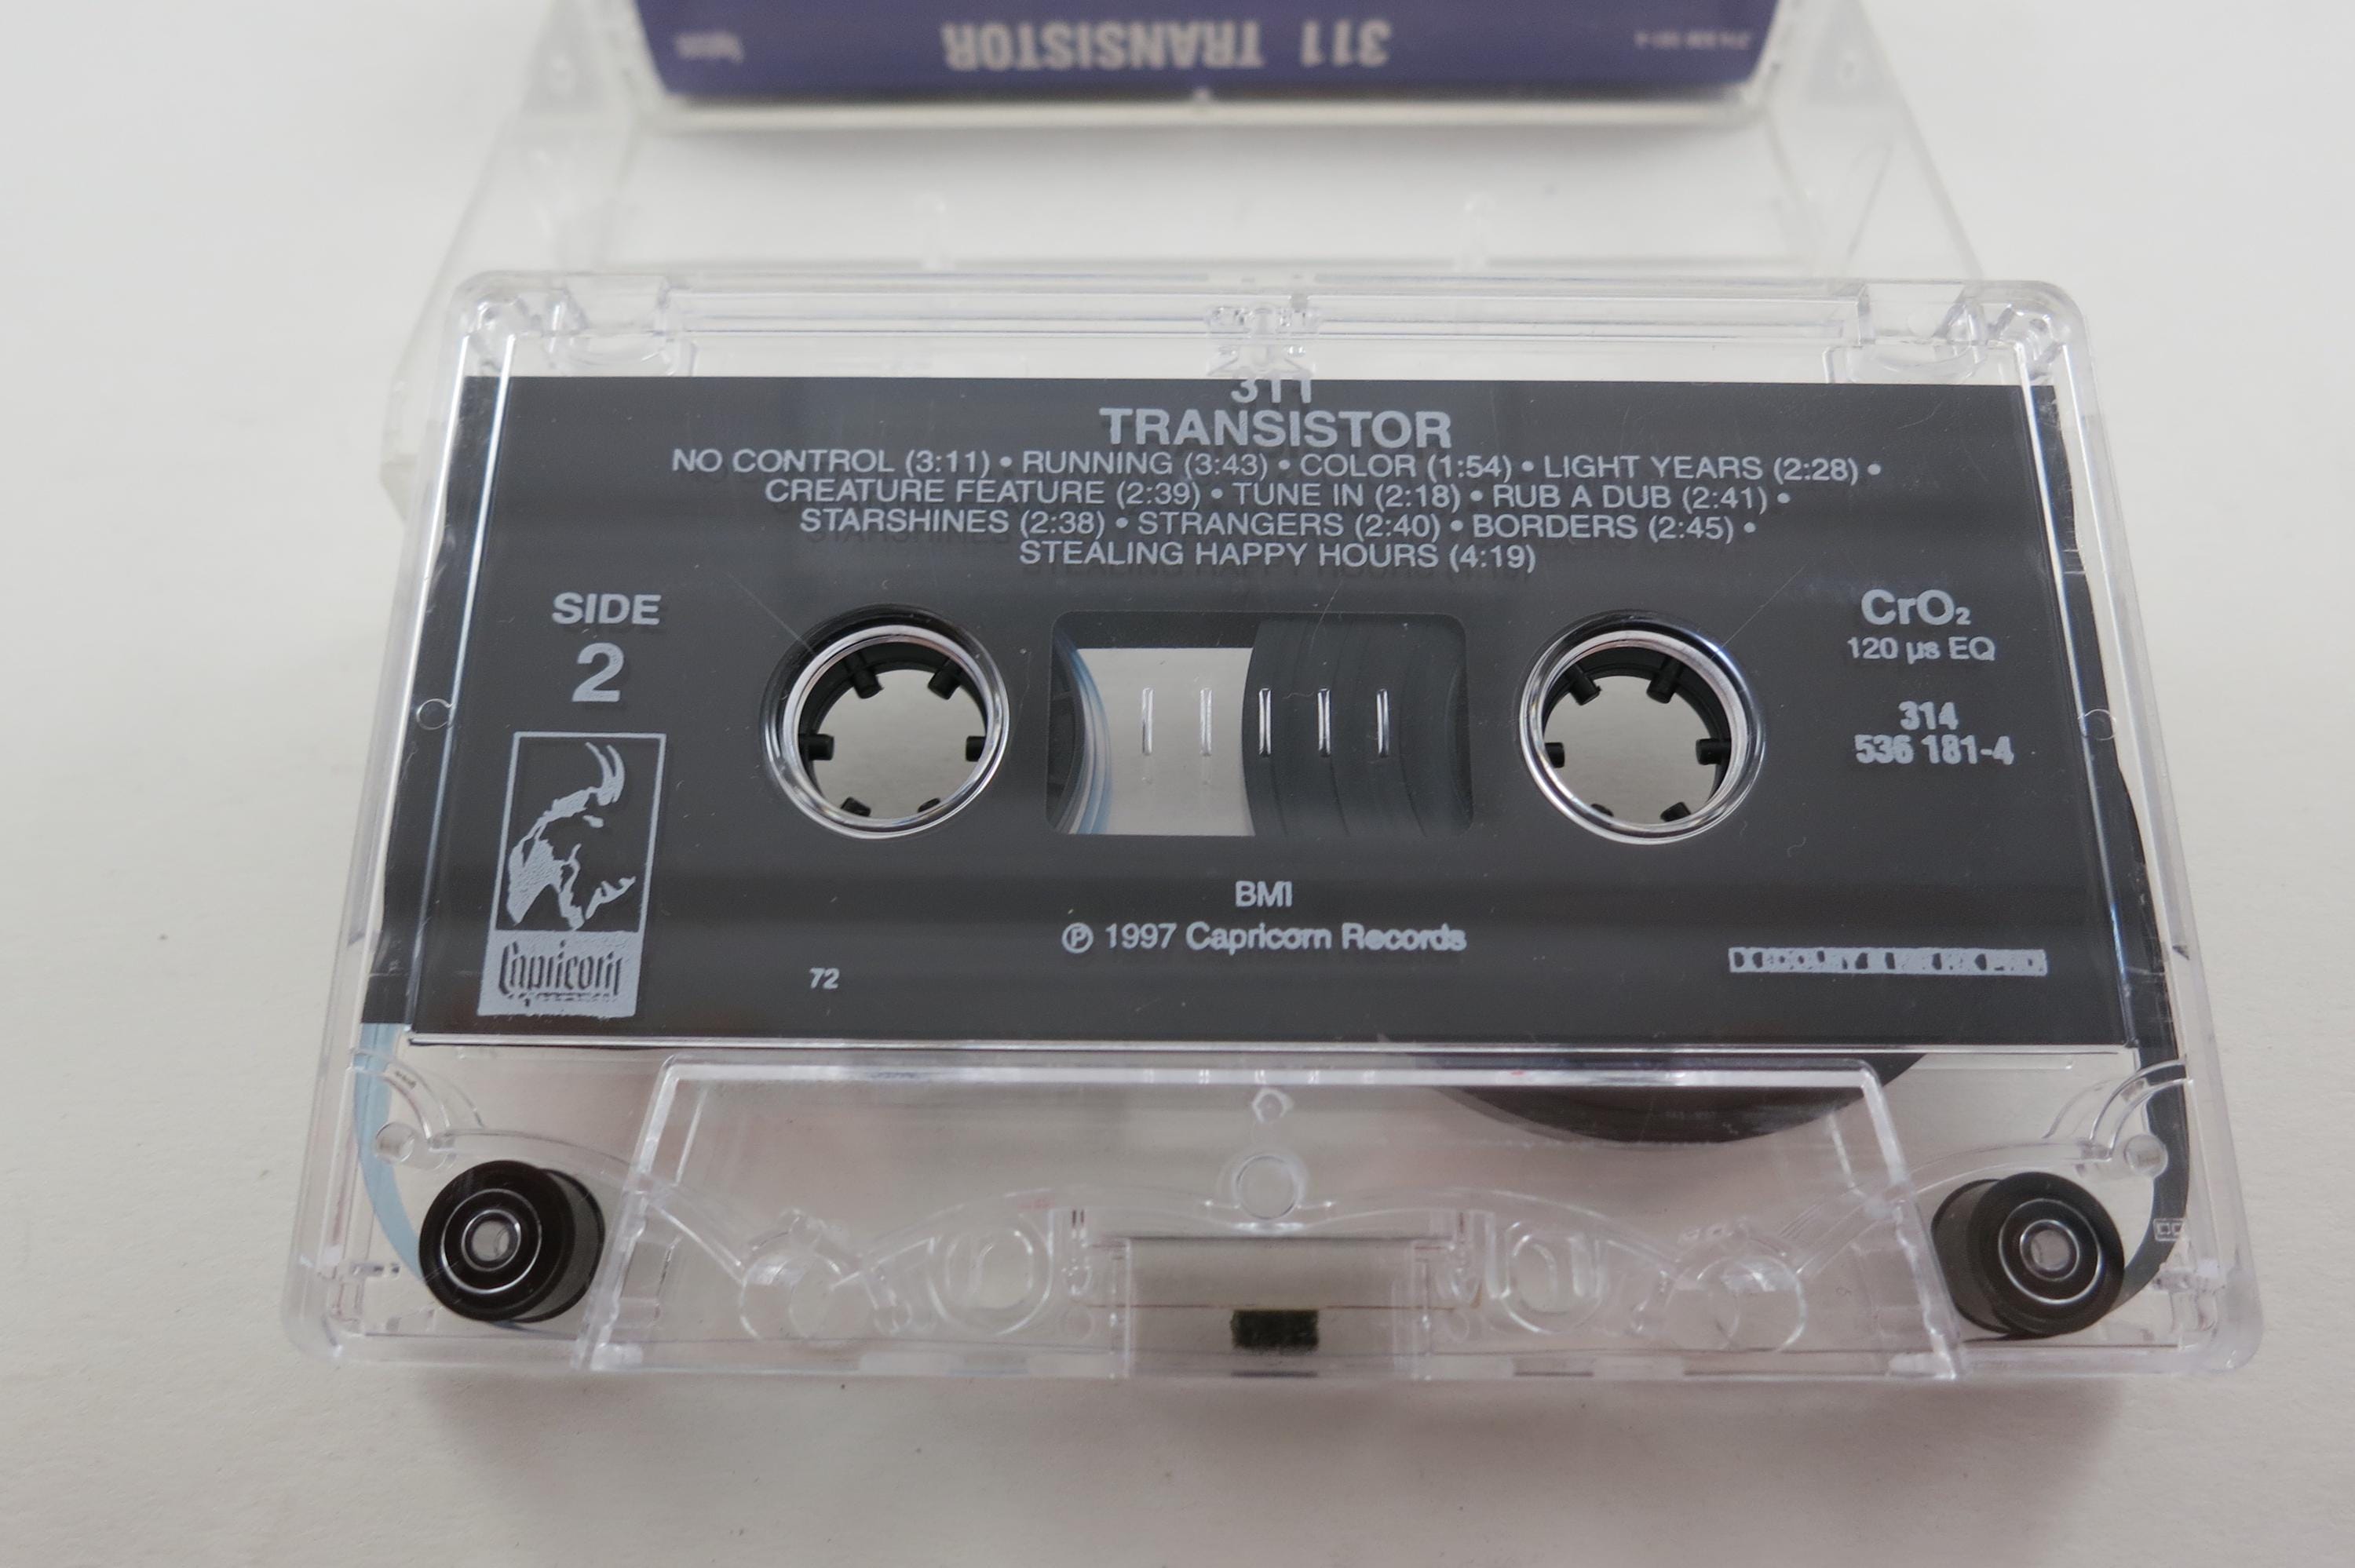 311 TRANSISTOR
311
TRANSISTOR
NO CONTROL (3:11) • RUNNING (3:43) • COLOR (1:54) • LIGHT YEARS (2:28) •
CREATURE FEATURE (2:39) • TUNE IN (2:18) • RUB A DUB (2:41) •
STARSHINES (2:38) • STRANGERS (2:40) • BORDERS (2:45) •
STEALING HAPPY HOURS (4:19)
SIDE
2
CrO₂
120 µs EQ
314
536 181-4
Capricorn
BMI
℗ 1997 Capricorn Records
72
DOLBY